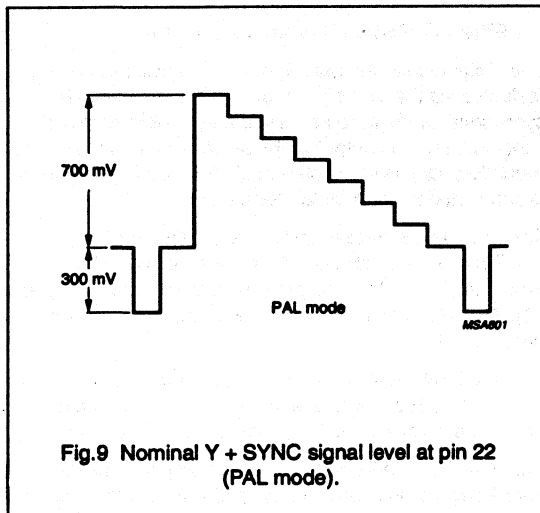 700 mV
300 mV
PAL mode
MSA601
Fig.9 Nominal Y + SYNC signal level at pin 22
(PAL mode).